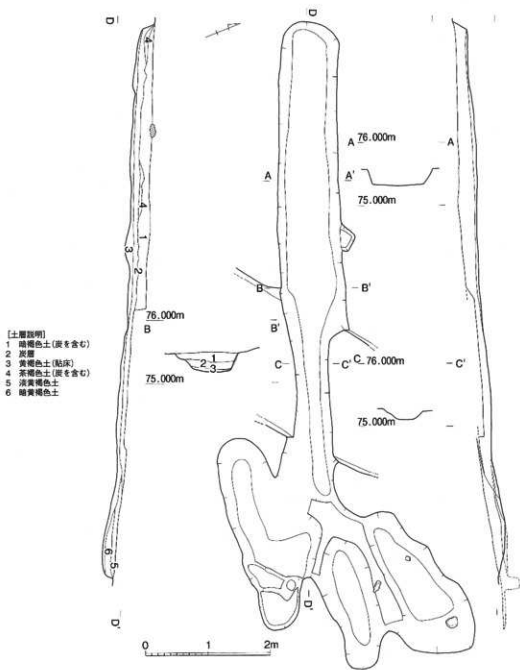 D
D
4
A
76.000m
A
A
A'
75.000m
4
1
3
2
B
B'
76.000m
B
B'
1
2
3
C
C'
C
76.000m
C'
75.000m
75.000m
[土層説明]
1 暗褐色土(炭を含む)
2 炭層
3 黄褐色土(貼床)
4 茶褐色土(炭を含む)
5 淡黄褐色土
6 暗黄褐色土
6
5
D'
D'
D'
0 1 2m